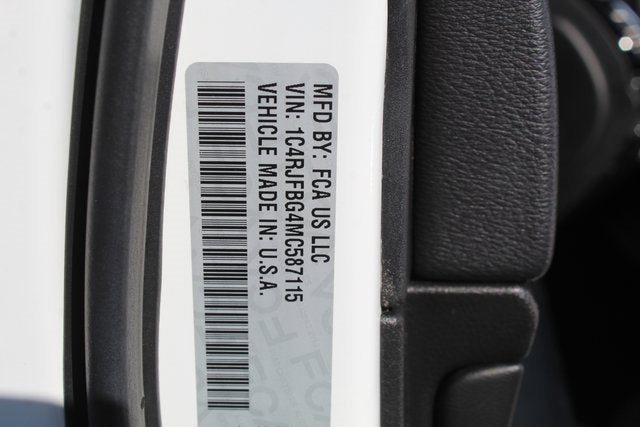 MFD BY: FCA US LLC
VIN: 1C4RJFBG4MC587115
VEHICLE MADE IN: U.S.A.